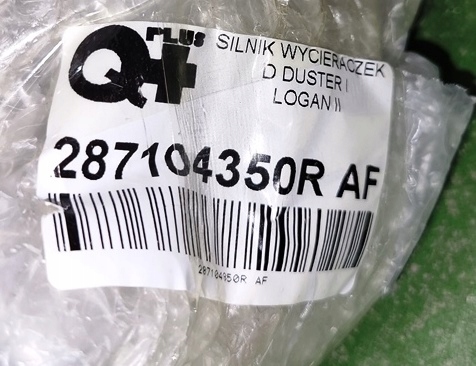 Q+ PLUS
SILNIK WYCIERACZEK
D DUSTER I
LOGAN II
287104350R AF
287104350R AF